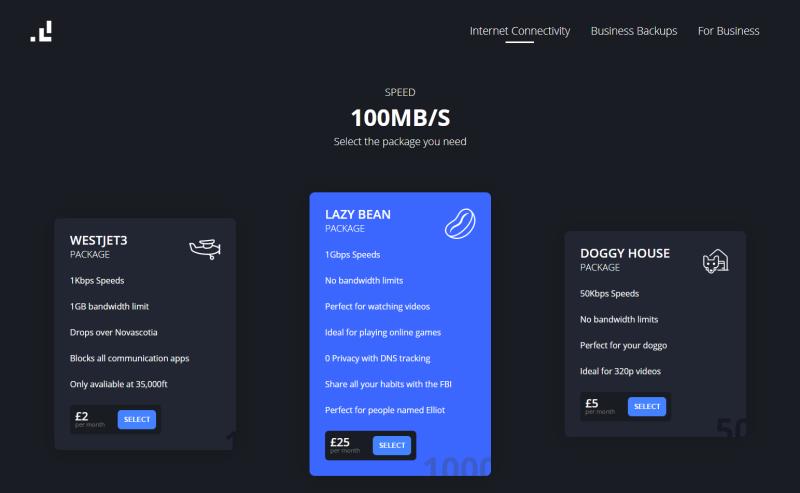 Internet Connectivity Business Backups For Business
SPEED
100MB/S
Select the package you need
WESTJET3
PACKAGE
1Kbps Speeds
1GB bandwidth limit
Drops over Novascotia
Blocks all communication apps
Only avaliable at 35,000ft
£2
per month
SELECT
1
LAZY BEAN
PACKAGE
1Gbps Speeds
No bandwidth limits
Perfect for watching videos
Ideal for playing online games
0 Privacy with DNS tracking
Share all your habits with the FBI
Perfect for people named Elliot
£25
per month
SELECT
1000
DOGGY HOUSE
PACKAGE
50Kbps Speeds
No bandwidth limits
Perfect for your doggo
Ideal for 320p videos
£5
per month
SELECT
50